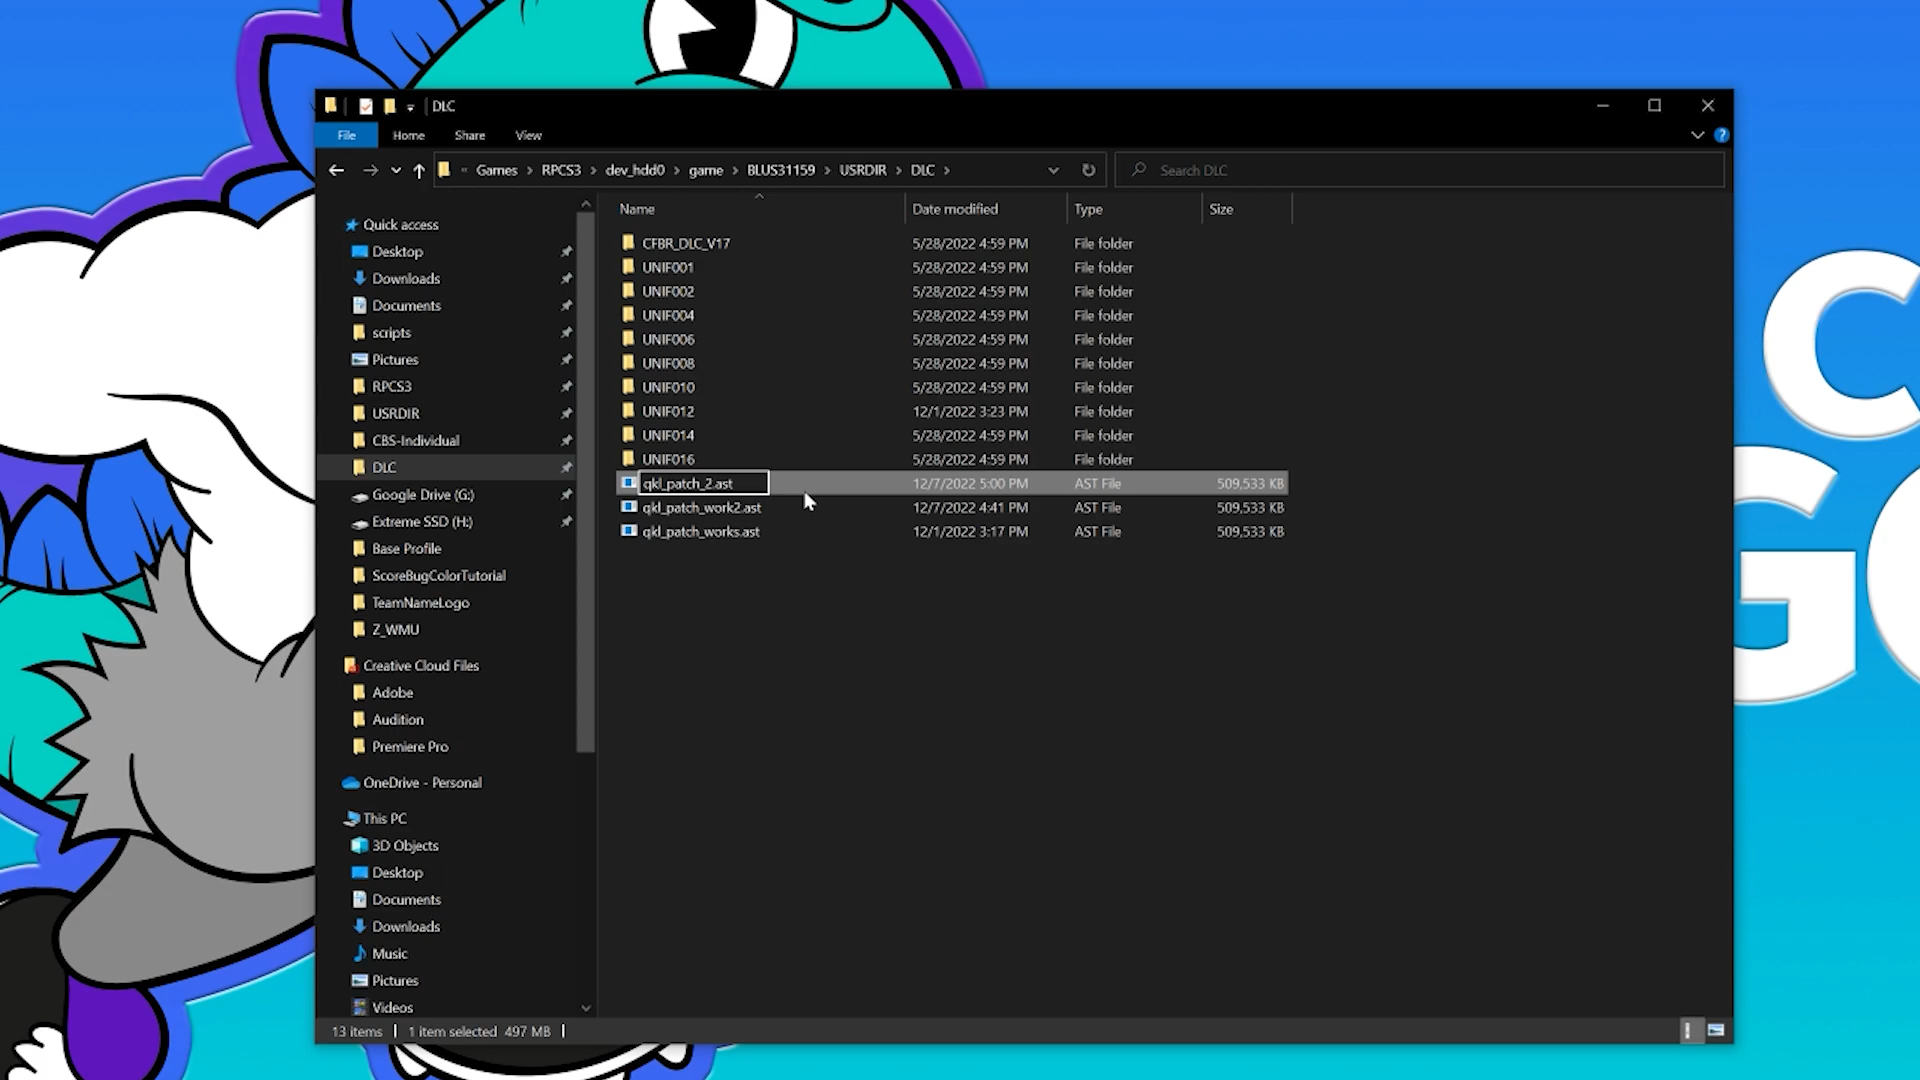 DLC
File Home Share View
« Games › RPCS3 › dev_hdd0 › game › BLUS31159 › USRDIR › DLC › Search DLC
Name Date modified Type Size
Quick access
Desktop
Downloads
Documents
scripts
Pictures
RPCS3
USRDIR
CBS-Individual
DLC
Google Drive (G:)
Extreme SSD (H:)
Base Profile
ScoreBugColorTutorial
TeamNameLogo
Z_WMU
Creative Cloud Files
Adobe
Audition
Premiere Pro
OneDrive - Personal
This PC
3D Objects
Desktop
Documents
Downloads
Music
Pictures
Videos
CFBR_DLC_V17 5/28/2022 4:59 PM File folder
UNIF001 5/28/2022 4:59 PM File folder
UNIF002 5/28/2022 4:59 PM File folder
UNIF004 5/28/2022 4:59 PM File folder
UNIF006 5/28/2022 4:59 PM File folder
UNIF008 5/28/2022 4:59 PM File folder
UNIF010 5/28/2022 4:59 PM File folder
UNIF012 12/1/2022 3:23 PM File folder
UNIF014 5/28/2022 4:59 PM File folder
UNIF016 5/28/2022 4:59 PM File folder
qkl_patch_2.ast 12/7/2022 5:00 PM AST File 509,533 KB
qkl_patch_work2.ast 12/7/2022 4:41 PM AST File 509,533 KB
qkl_patch_works.ast 12/1/2022 3:17 PM AST File 509,533 KB
13 items 1 item selected 497 MB